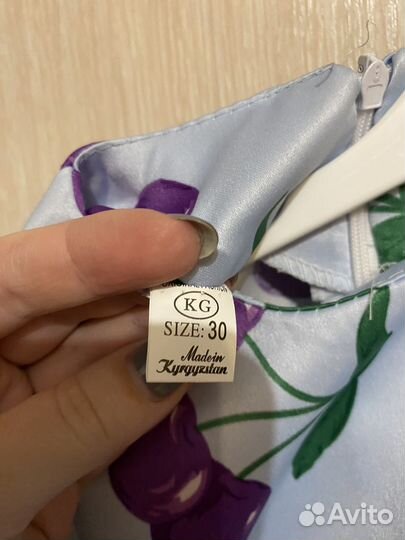 KG
SIZE: 30
Made in
Kyrgyzstan
Avito